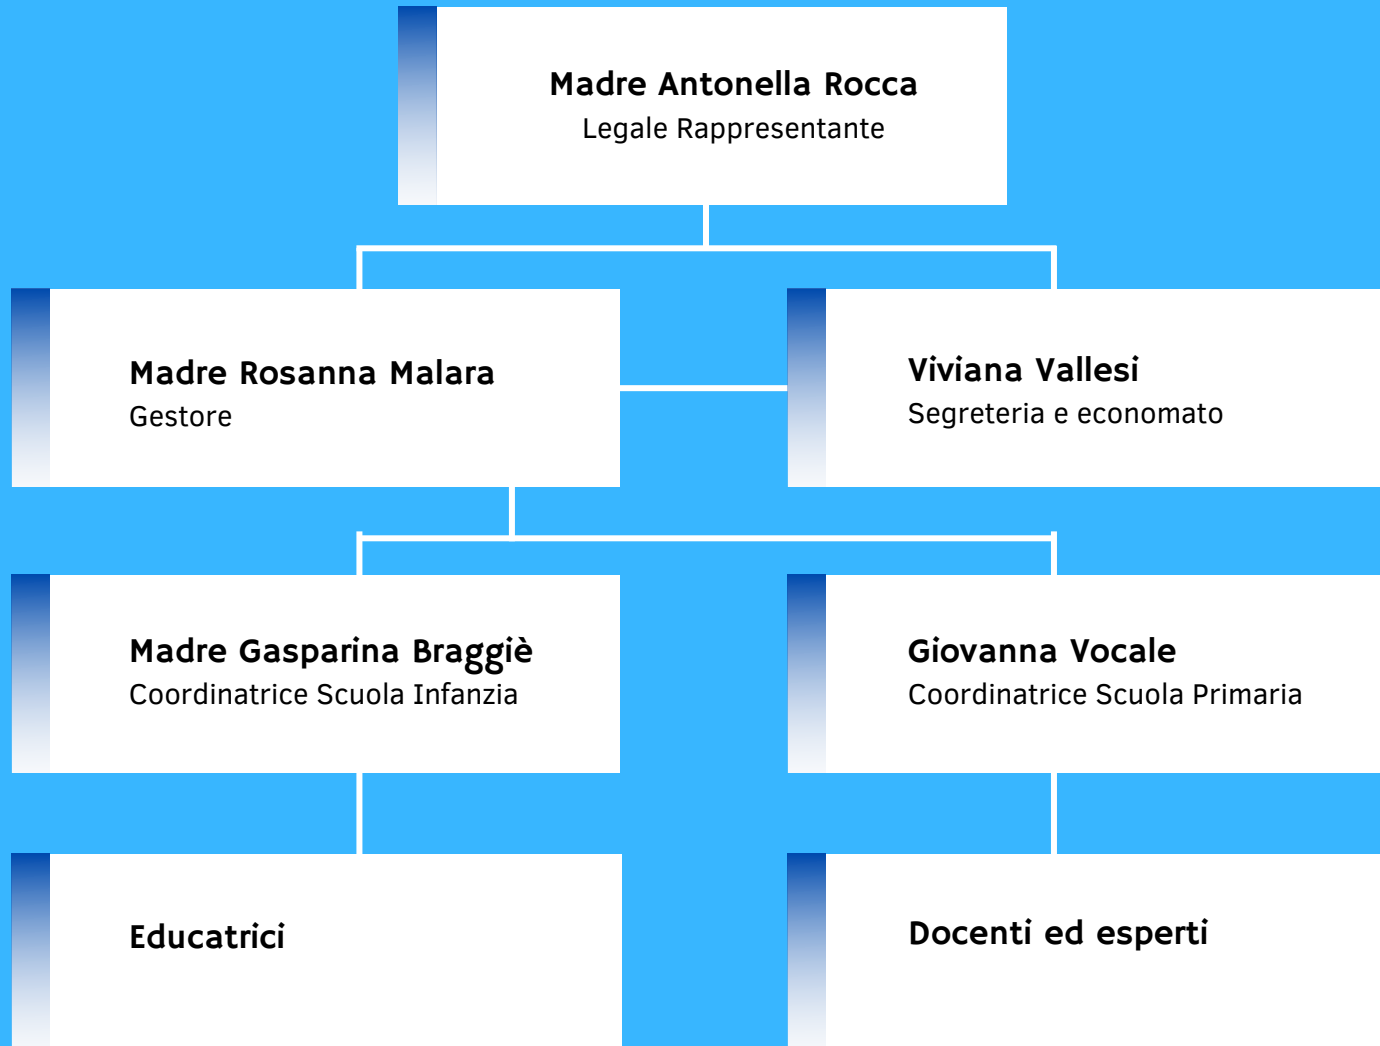 Madre Antonella Rocca
Legale Rappresentante
Madre Rosanna Malara
Gestore
Viviana Vallesi
Segreteria e economato
Madre Gasparina Braggiè
Coordinatrice Scuola Infanzia
Giovanna Vocale
Coordinatrice Scuola Primaria
Educatrici
Docenti ed esperti